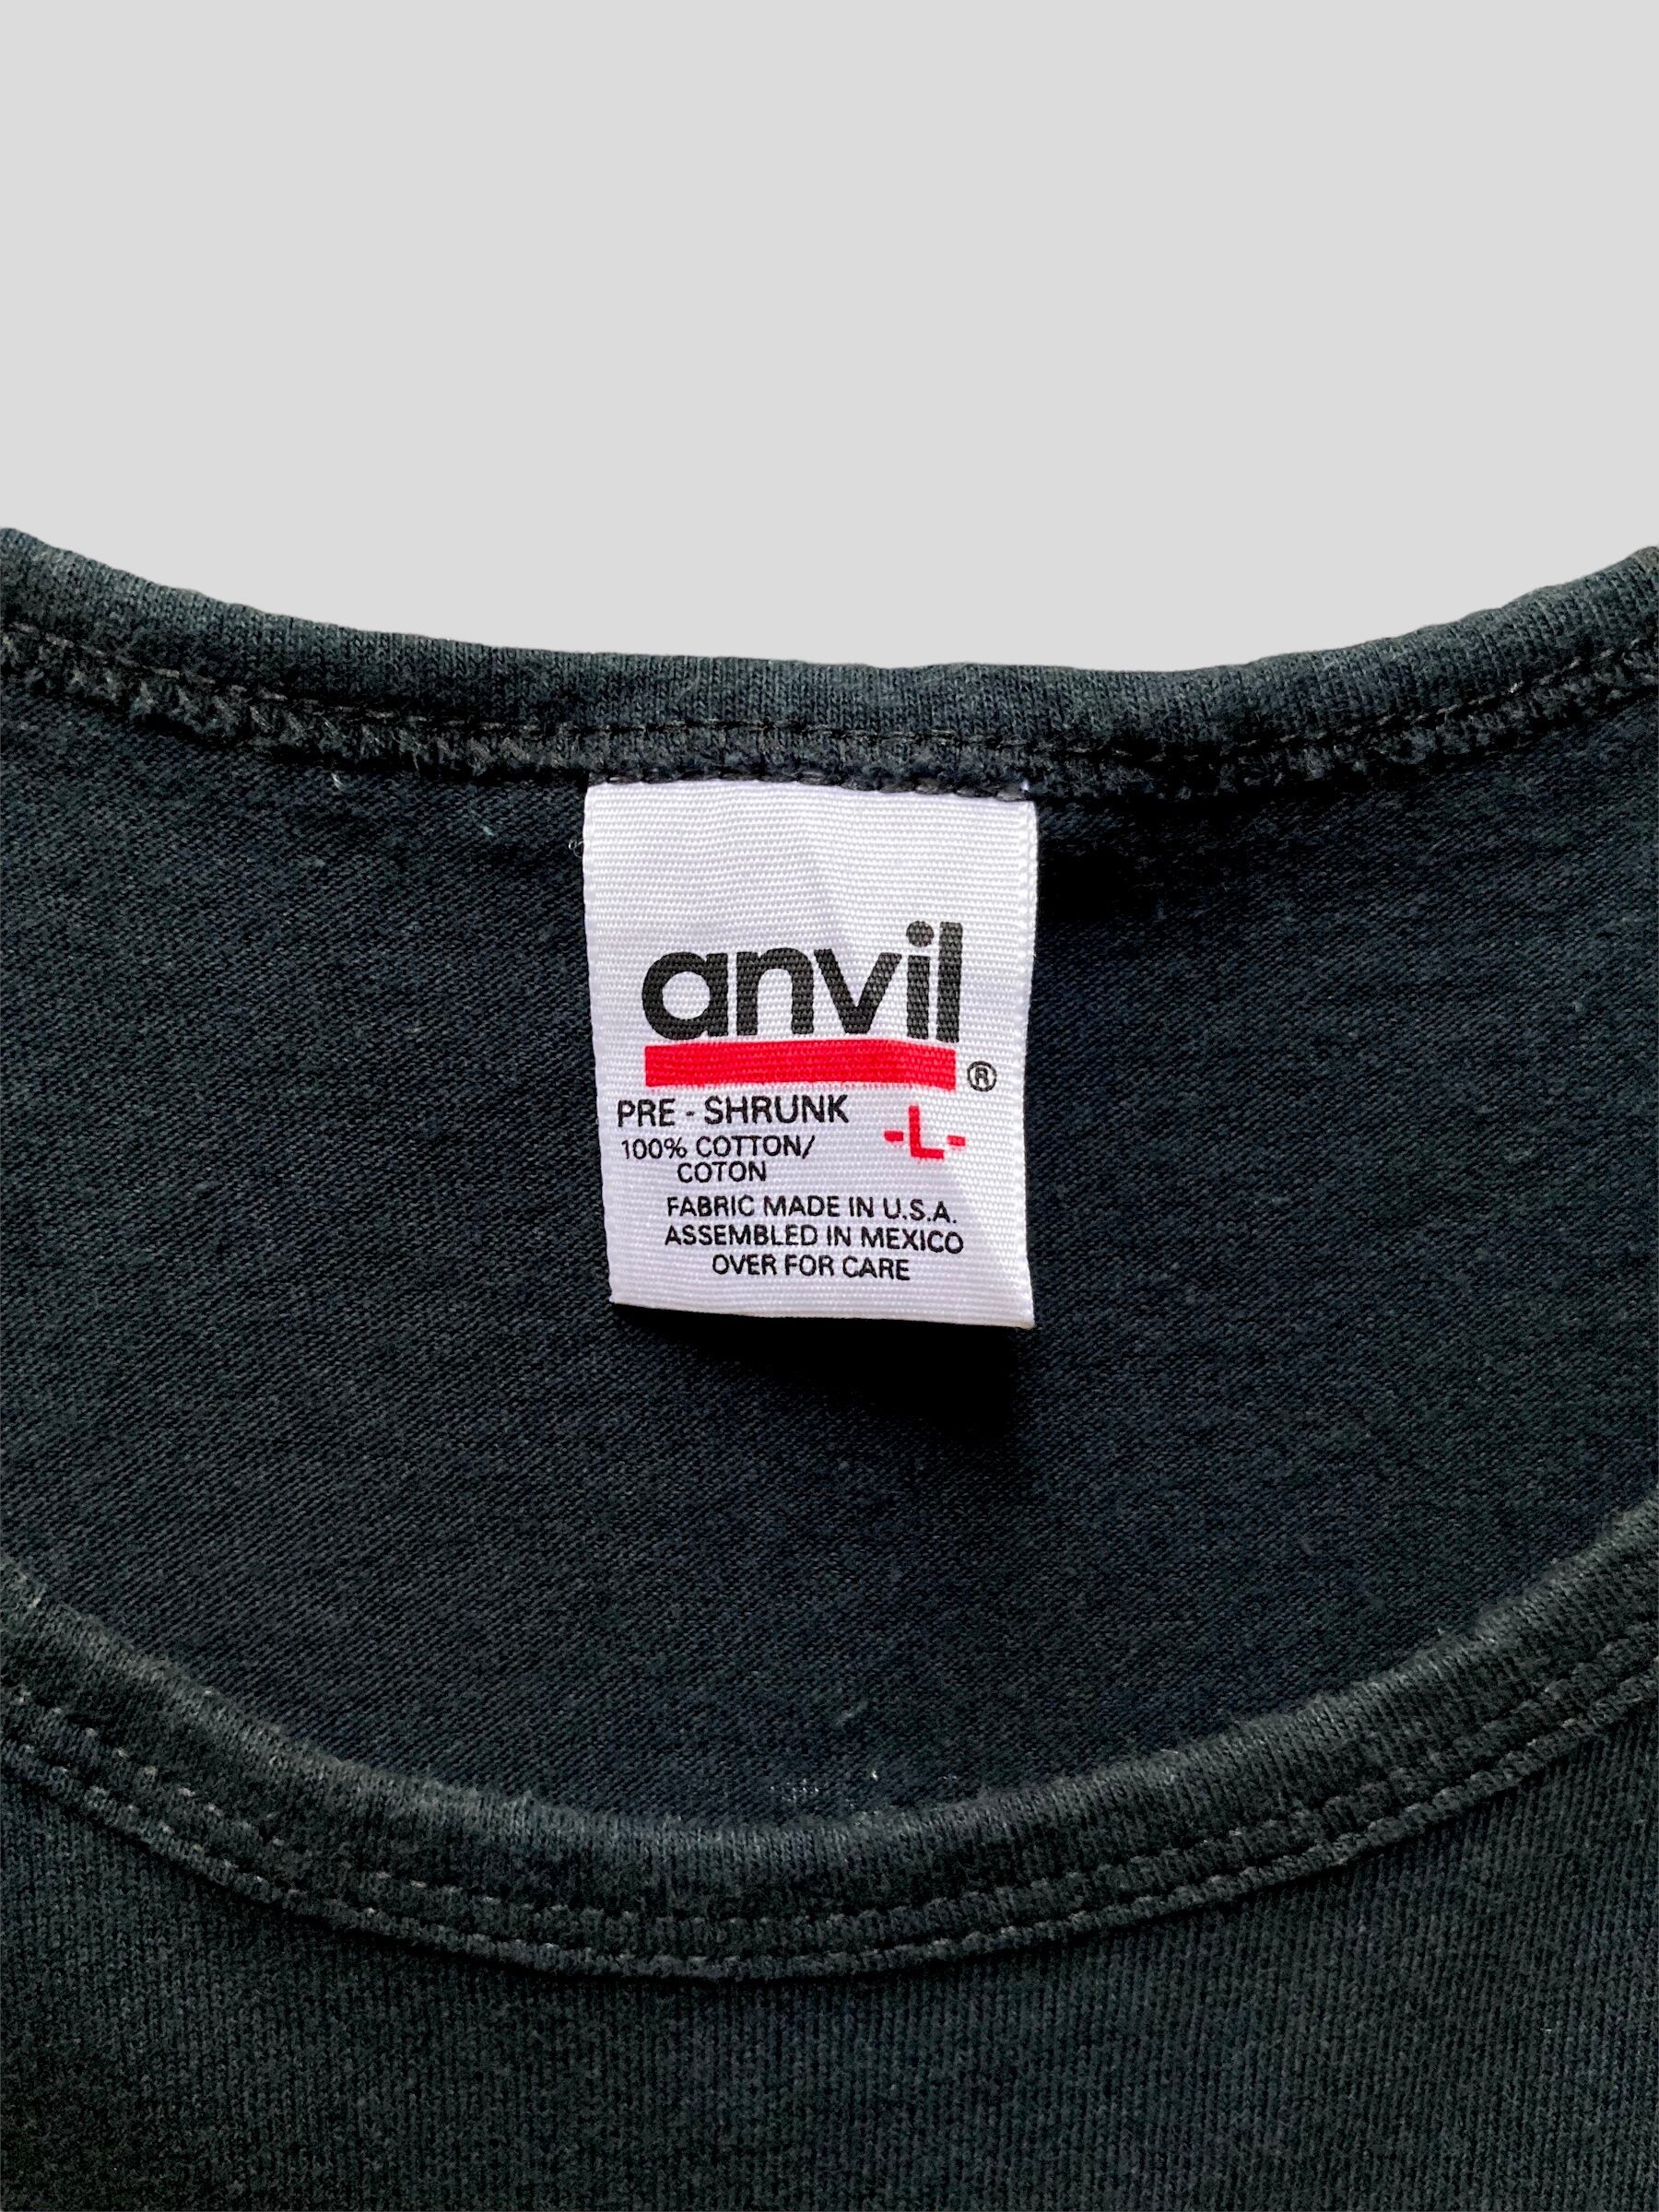 anvil
®
PRE - SHRUNK -L-
100% COTTON/
COTON
FABRIC MADE IN U.S.A.
ASSEMBLED IN MEXICO
OVER FOR CARE